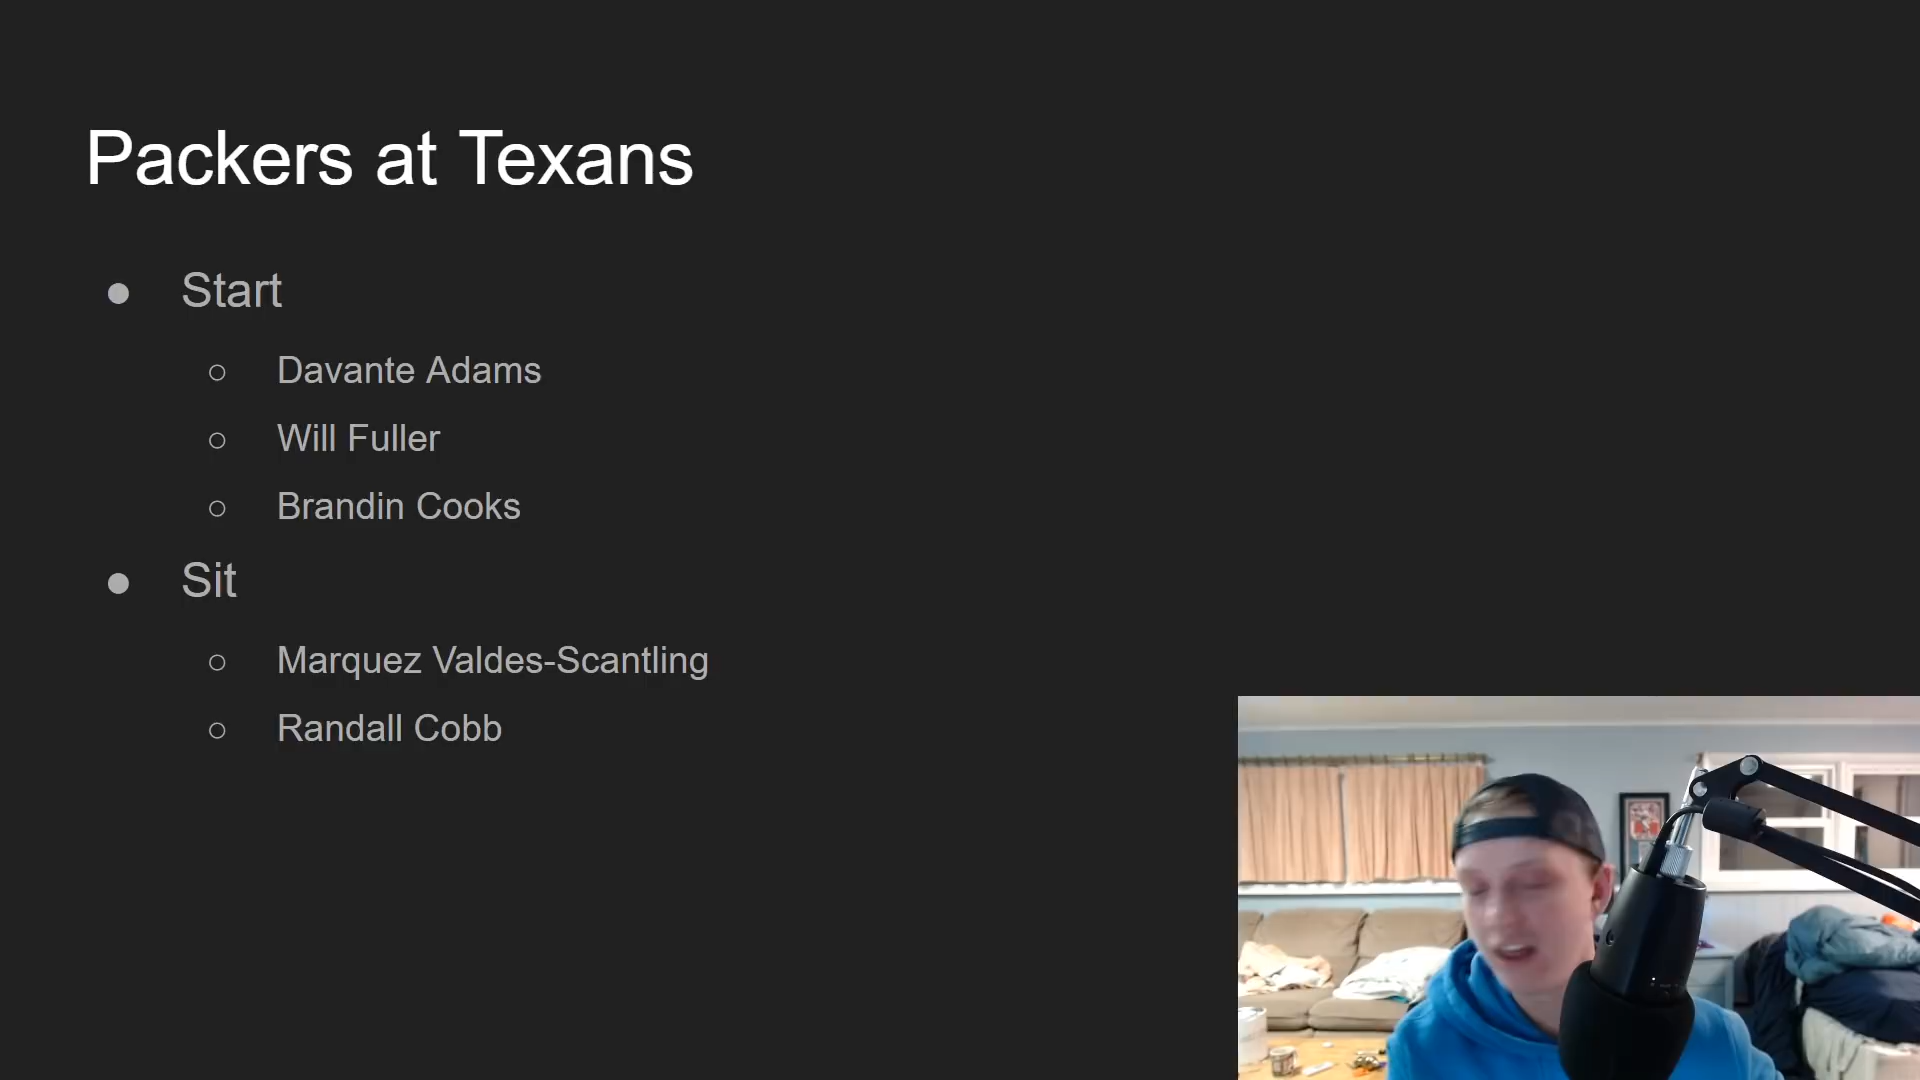 Packers at Texans
Start
Davante Adams
Will Fuller
Brandin Cooks
Sit
Marquez Valdes-Scantling
Randall Cobb